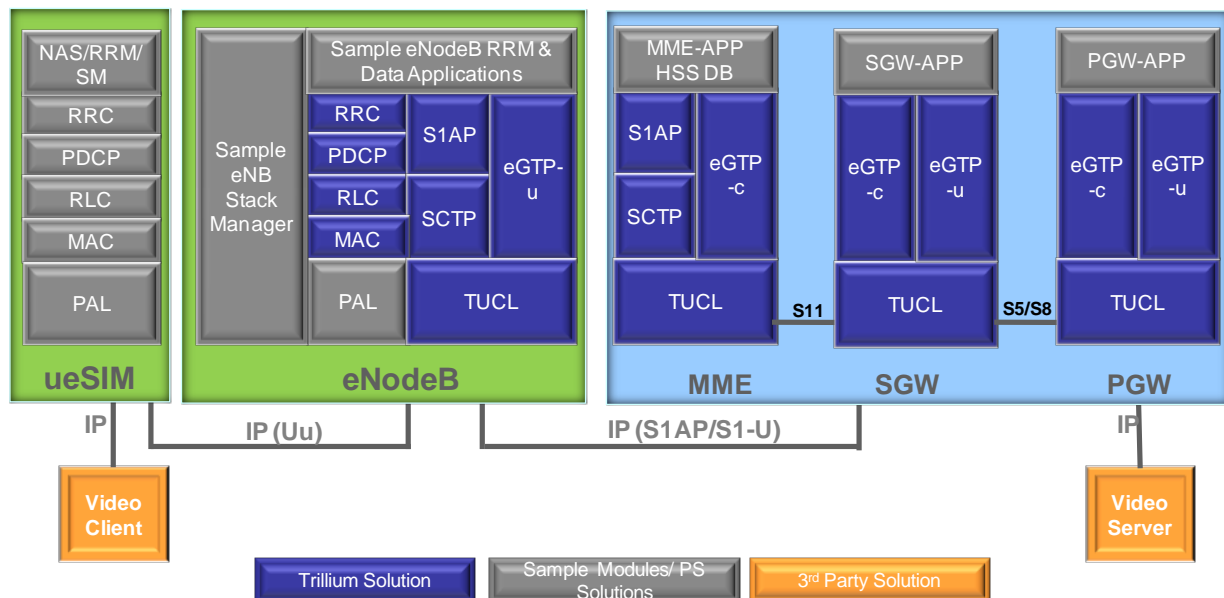 NAS/RRM/
SM
RRC
PDCP
RLC
MAC
PAL
ueSIM
Sample
eNB
Stack
Manager
Sample eNodeB RRM &
Data Applications
RRC
PDCP
RLC
MAC
PAL
S1AP
SCTP
eGTP-
u
TUCL
eNodeB
MME-APP
HSS DB
S1AP
SCTP
eGTP
-c
TUCL
MME
S11
SGW-APP
eGTP
-c
eGTP
-u
TUCL
SGW
S5/S8
PGW-APP
eGTP
-c
eGTP
-u
TUCL
PGW
IP
IP (Uu)
IP (S1AP/S1-U)
IP
Video
Client
Video
Server
Trillium Solution
Sample Modules/ PS
Solutions
3rd Party Solution